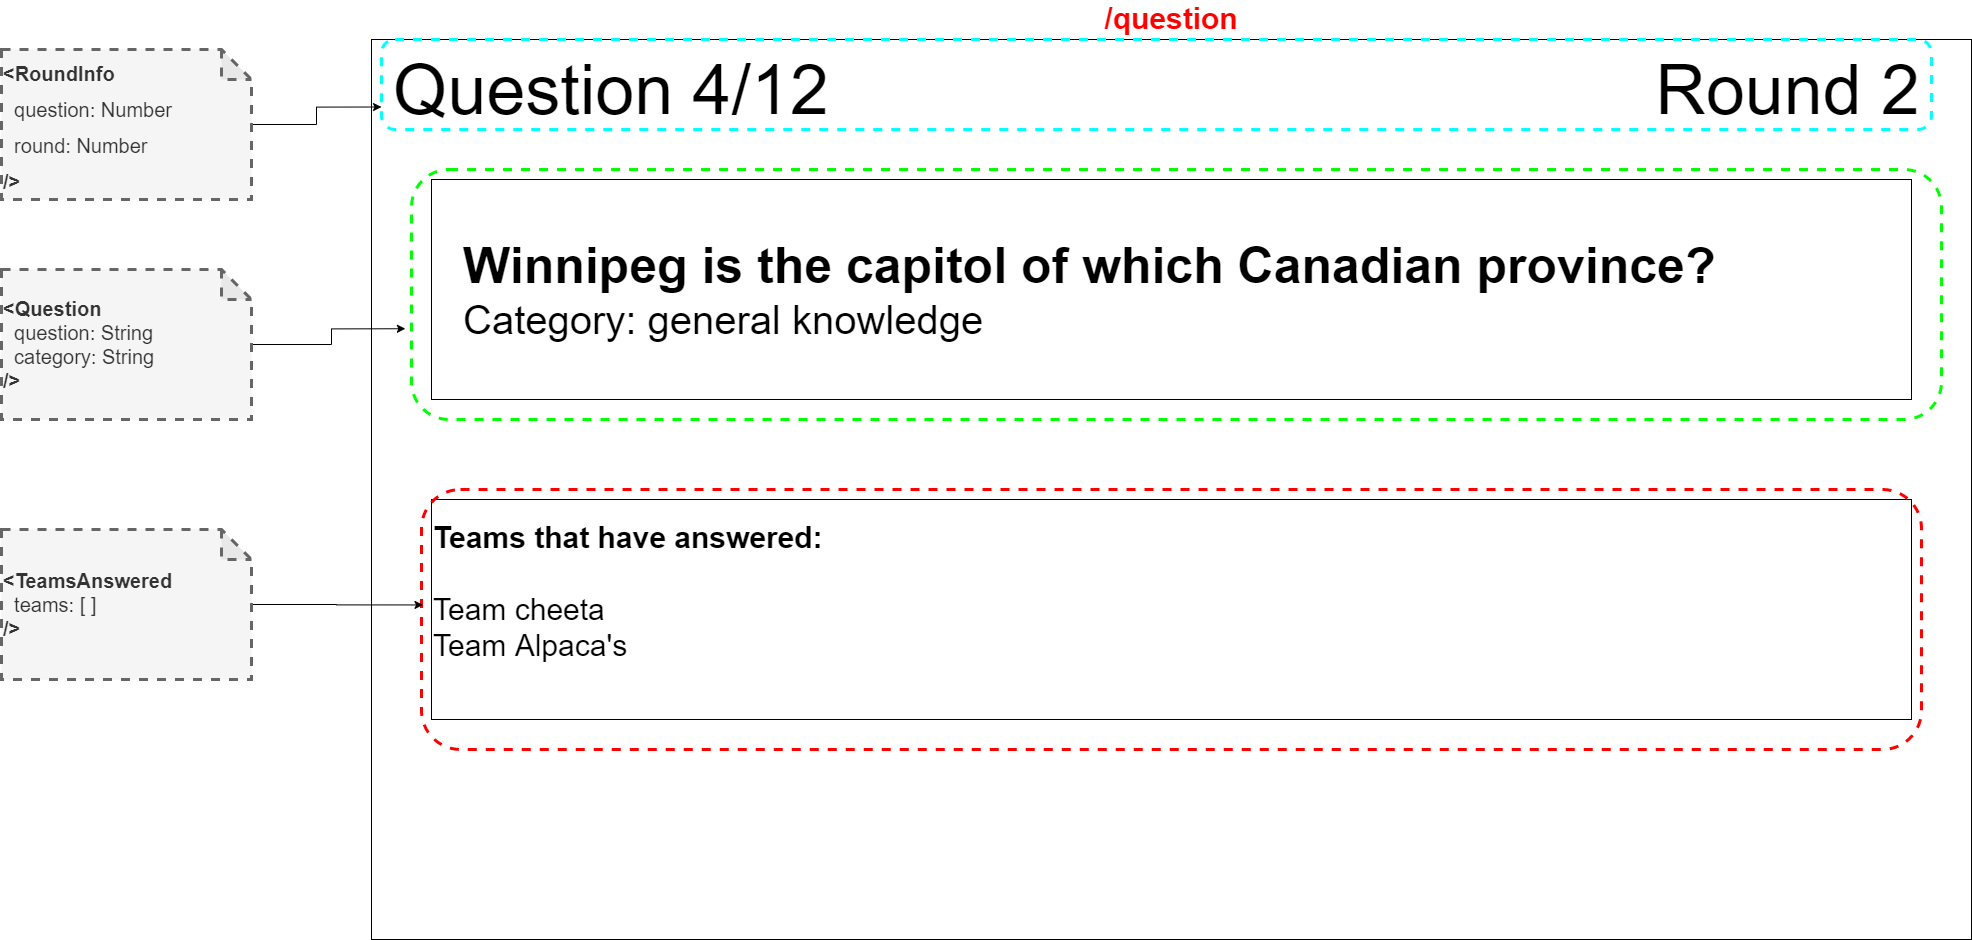 /question
<RoundInfo
question: Number
round: Number
/>
Question 4/12
Round 2
<Question
question: String
category: String
/>
Winnipeg is the capitol of which Canadian province?
Category: general knowledge
<TeamsAnswered
teams: [ ]
/>
Teams that have answered:
Team cheeta
Team Alpaca's